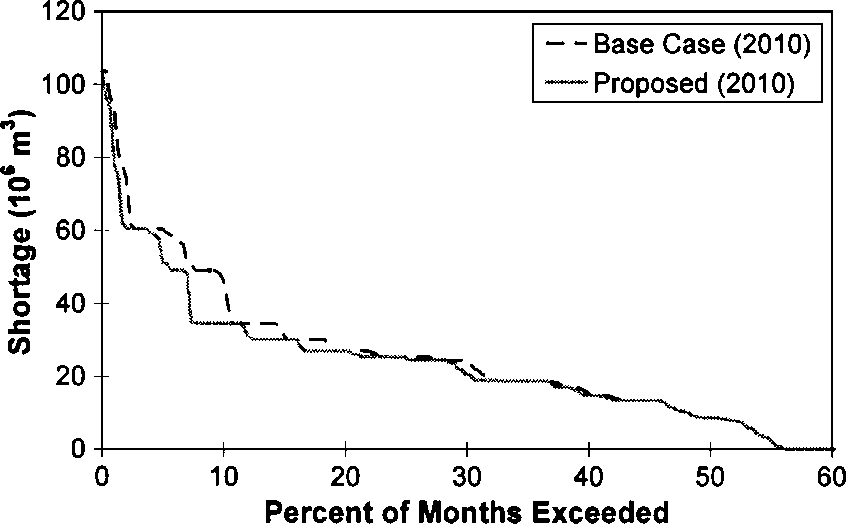 120
Base Case (2010)
Proposed (2010)
100
80
60
40
20
0
Shortage (10⁶ m³)
0 10 20 30 40 50 60
Percent of Months Exceeded